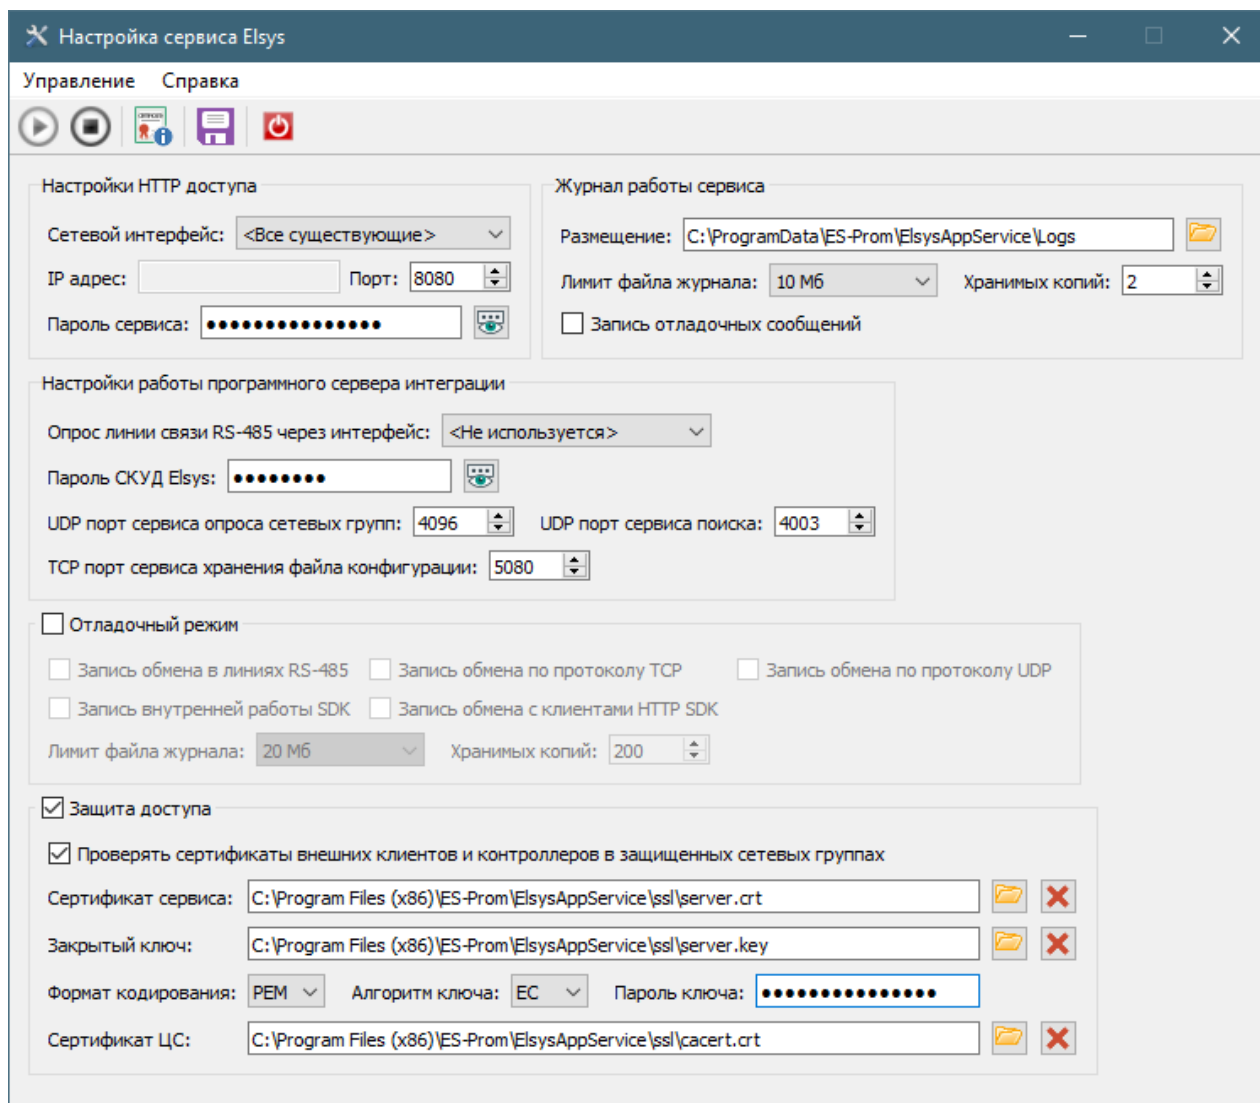 Настройка сервиса Elsys
Управление Справка
Настройки HTTP доступа
Сетевой интерфейс: <Все существующие>
IP адрес: Порт: 8080
Пароль сервиса: ●●●●●●●●●●●●●●●
Журнал работы сервиса
Размещение: C:\ProgramData\ES-Prom\ElsysAppService\Logs
Лимит файла журнала: 10 Мб Хранимых копий: 2
Запись отладочных сообщений
Настройки работы программного сервера интеграции
Опрос линии связи RS-485 через интерфейс: <Не используется>
Пароль СКУД Elsys: ●●●●●●●●
UDP порт сервиса опроса сетевых групп: 4096 UDP порт сервиса поиска: 4003
TCP порт сервиса хранения файла конфигурации: 5080
Отладочный режим
Запись обмена в линиях RS-485 Запись обмена по протоколу TCP Запись обмена по протоколу UDP
Запись внутренней работы SDK Запись обмена с клиентами HTTP SDK
Лимит файла журнала: 20 Мб Хранимых копий: 200
Защита доступа
Проверять сертификаты внешних клиентов и контроллеров в защищенных сетевых группах
Сертификат сервиса: C:\Program Files (x86)\ES-Prom\ElsysAppService\ssl\server.crt
Закрытый ключ: C:\Program Files (x86)\ES-Prom\ElsysAppService\ssl\server.key
Формат кодирования: PEM Алгоритм ключа: EC Пароль ключа: ●●●●●●●●●●●●●●●
Сертификат ЦС: C:\Program Files (x86)\ES-Prom\ElsysAppService\ssl\cacert.crt